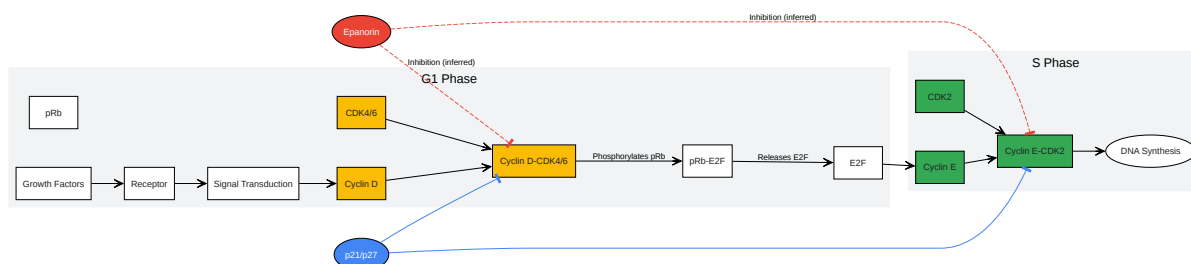 Inhibition (inferred)
Epanorin
Inhibition (inferred)
G1 Phase
S Phase
pRb
CDK4/6
CDK2
Cyclin D-CDK4/6
Phosphorylates pRb
pRb-E2F
Releases E2F
E2F
Cyclin E-CDK2
DNA Synthesis
Growth Factors
Receptor
Signal Transduction
Cyclin D
Cyclin E
p21/p27